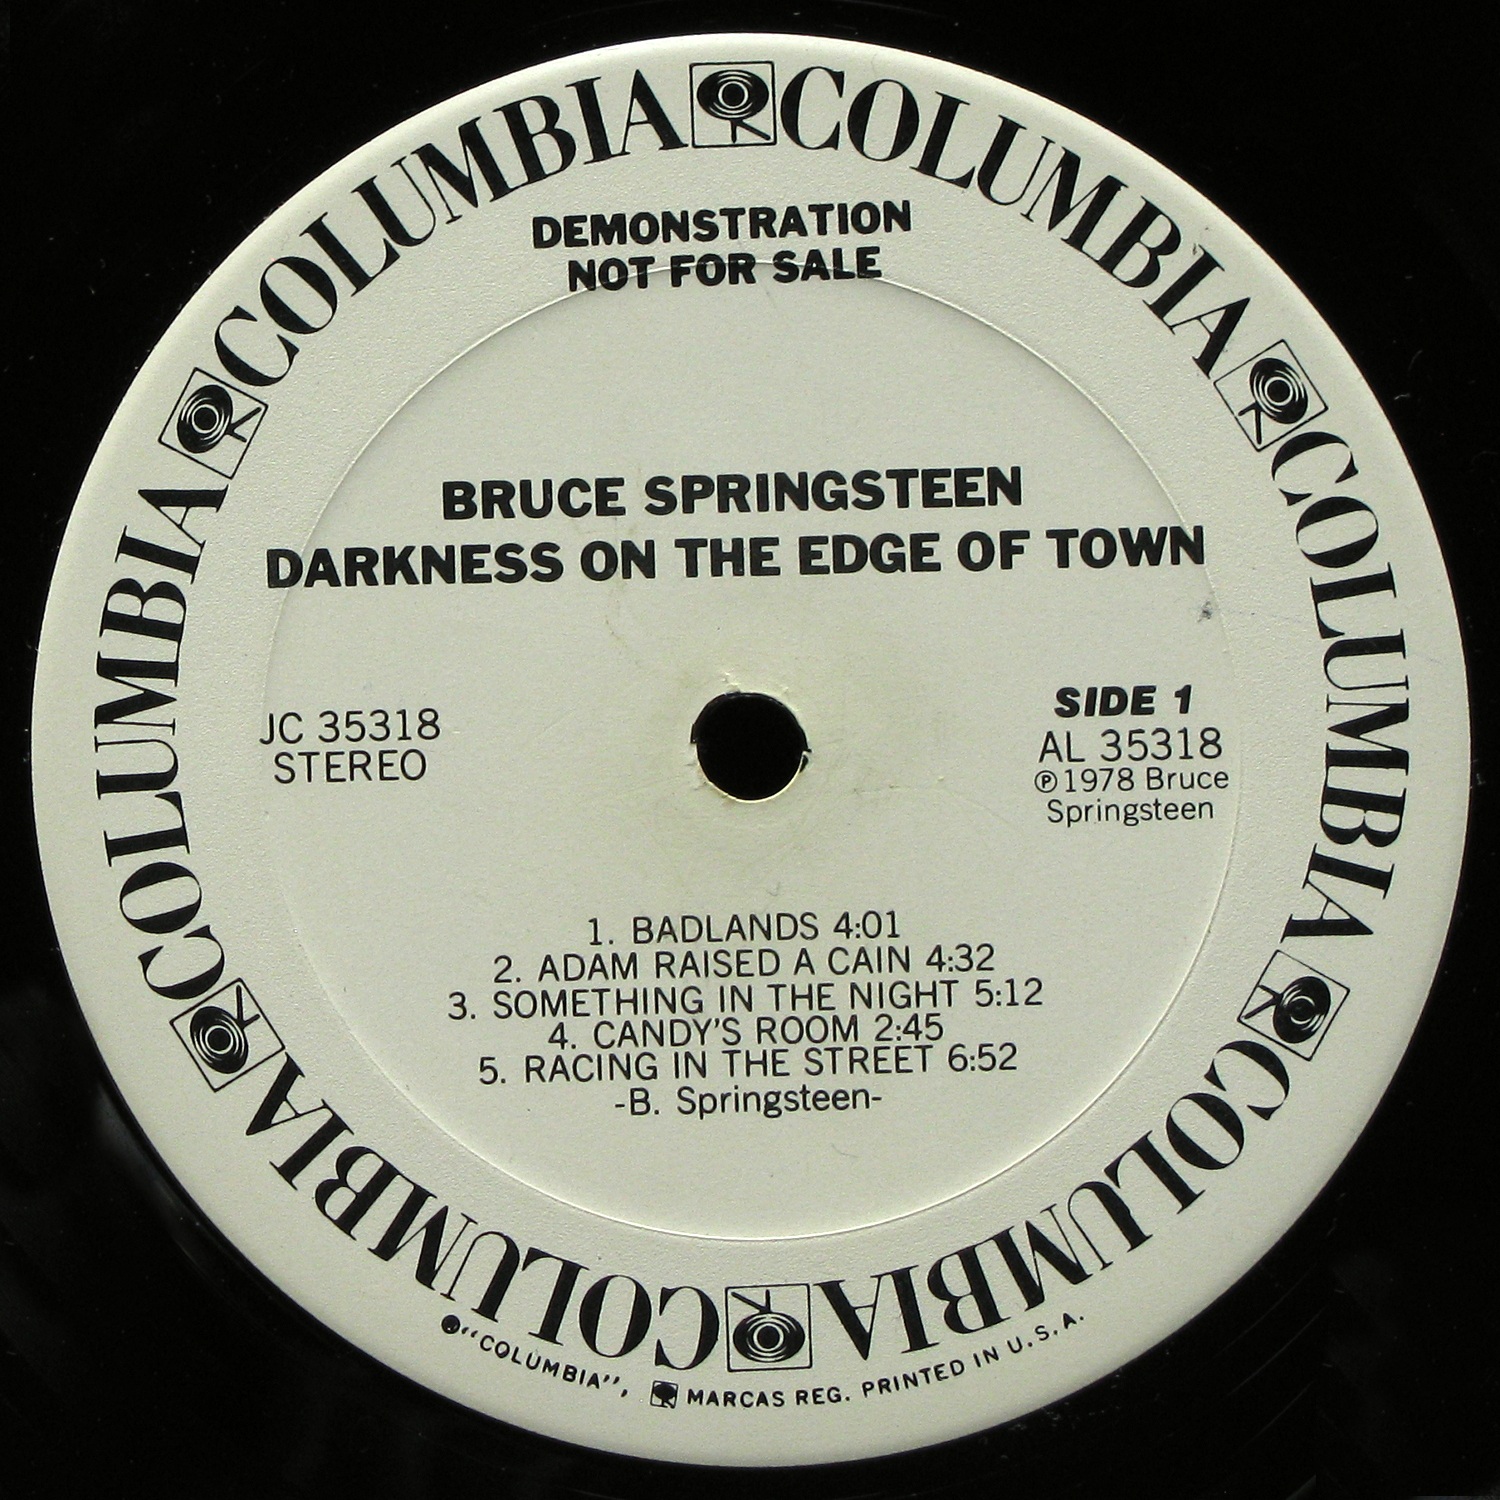 COLUMBIA COLUMBIA COLUMBIA COLUMBIA COLUMBIA COLUMBIA
DEMONSTRATION
NOT FOR SALE
BRUCE SPRINGSTEEN
DARKNESS ON THE EDGE OF TOWN
JC 35318
STEREO
SIDE 1
AL 35318
℗ 1978 Bruce
Springsteen
1. BADLANDS 4:01
2. ADAM RAISED A CAIN 4:32
3. SOMETHING IN THE NIGHT 5:12
4. CANDY'S ROOM 2:45
5. RACING IN THE STREET 6:52
-B. Springsteen-
"COLUMBIA", MARCAS REG. PRINTED IN U.S.A.